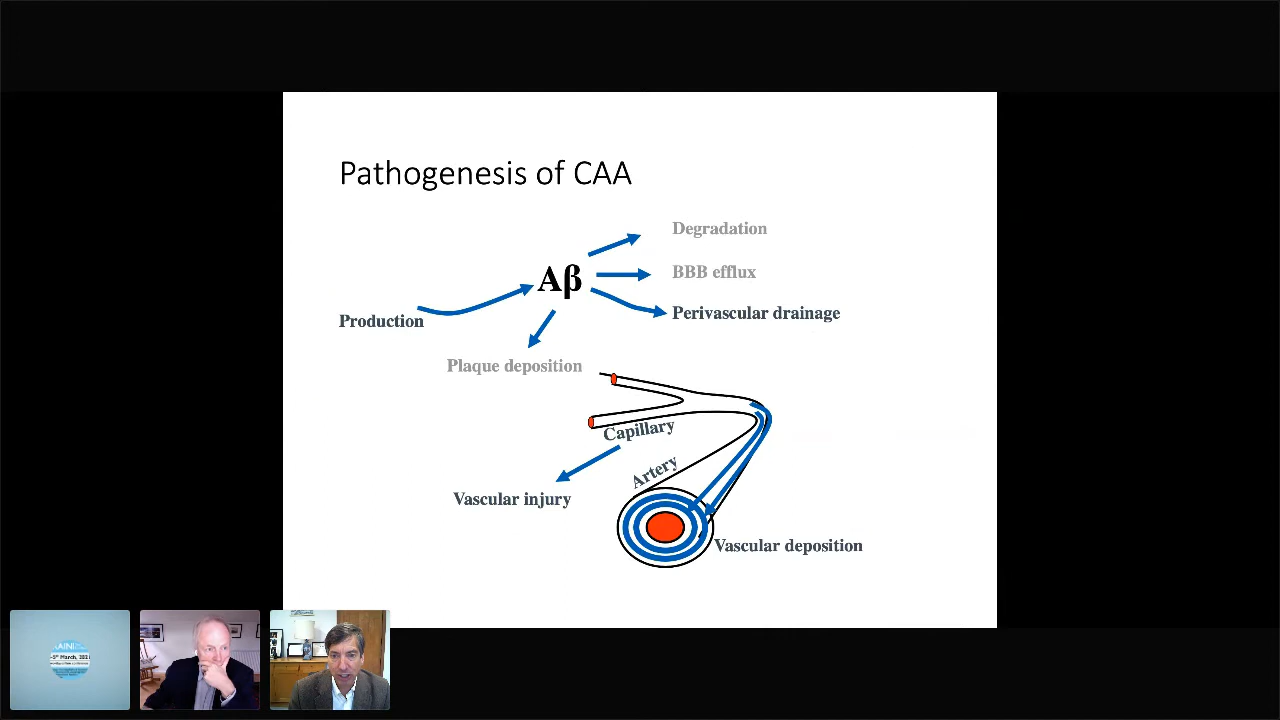 Pathogenesis of CAA
Degradation
Aβ
BBB efflux
Production
Perivascular drainage
Plaque deposition
Capillary
Artery
Vascular injury
Vascular deposition